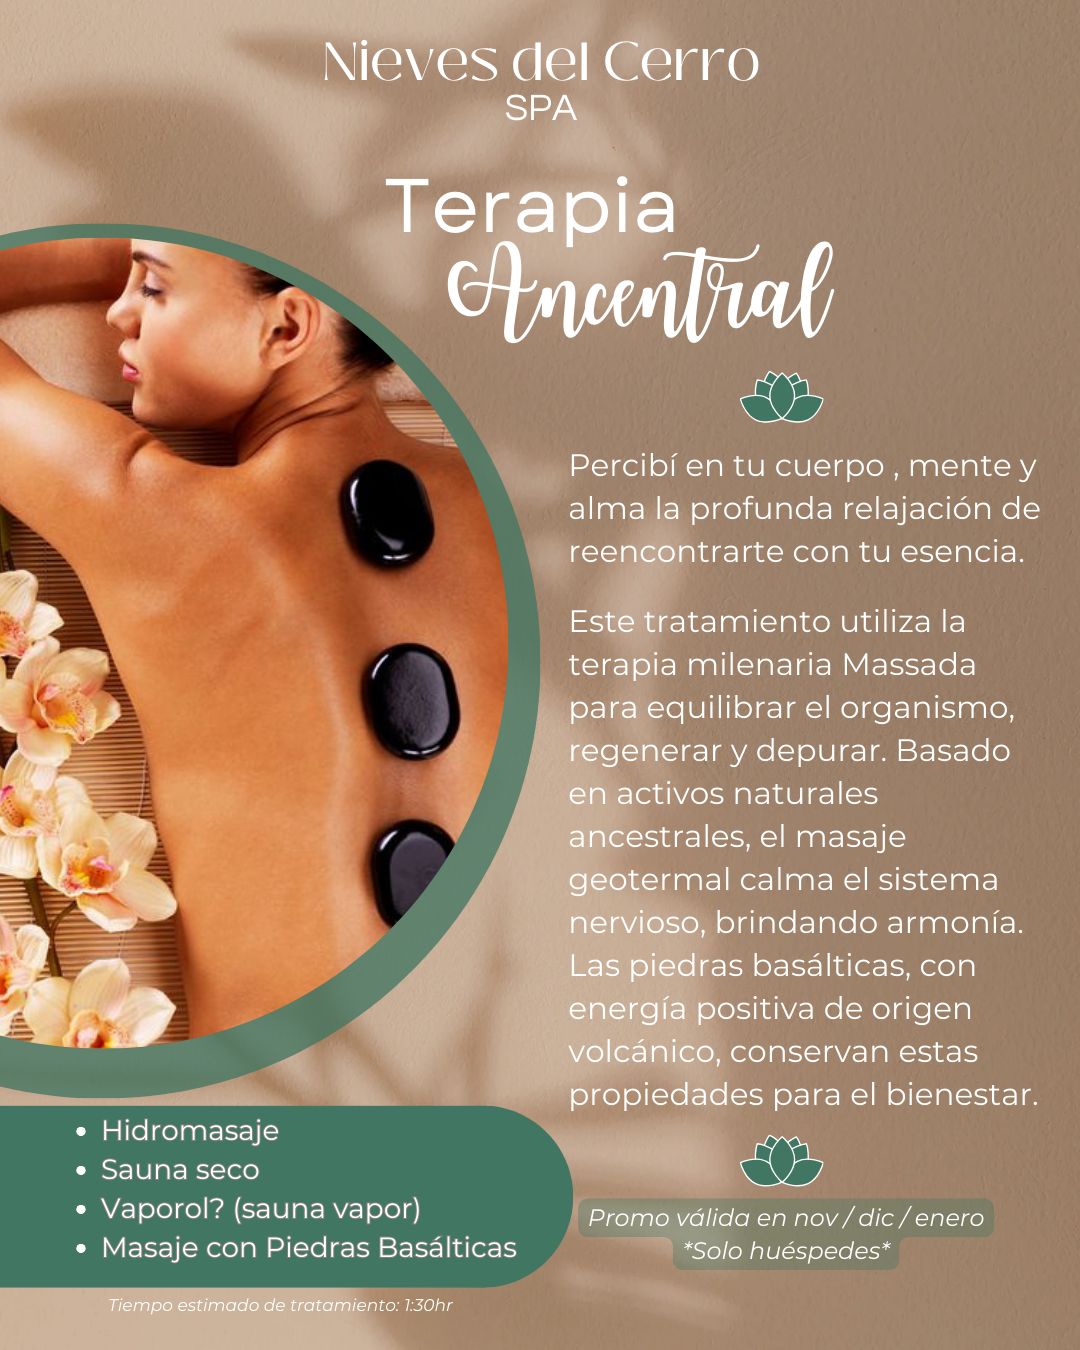 Nieves del Cerro
SPA
Terapia
Ancentral
Percibí en tu cuerpo , mente y
alma la profunda relajación de
reencontrarte con tu esencia.
Este tratamiento utiliza la
terapia milenaria Massada
para equilibrar el organismo,
regenerar y depurar. Basado
en activos naturales
ancestrales, el masaje
geotermal calma el sistema
nervioso, brindando armonía.
Las piedras basálticas, con
energía positiva de origen
volcánico, conservan estas
propiedades para el bienestar.
• Hidromasaje
• Sauna seco
• Vaporol? (sauna vapor)
• Masaje con Piedras Basálticas
Promo válida en nov / dic / enero
*Solo huéspedes*
Tiempo estimado de tratamiento: 1:30hr